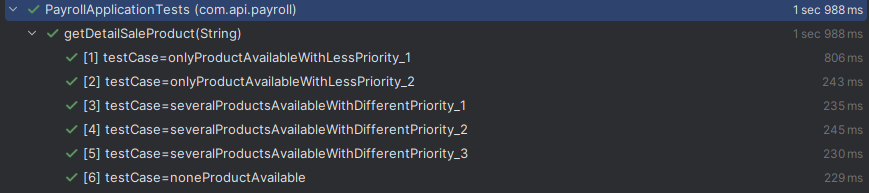 PayrollApplicationTests (com.api.payroll) 1 sec 988 ms
getDetailSaleProduct(String) 1 sec 988 ms
[1] testCase=onlyProductAvailableWithLessPriority_1 806 ms
[2] testCase=onlyProductAvailableWithLessPriority_2 243 ms
[3] testCase=severalProductsAvailableWithDifferentPriority_1 235 ms
[4] testCase=severalProductsAvailableWithDifferentPriority_2 245 ms
[5] testCase=severalProductsAvailableWithDifferentPriority_3 230 ms
[6] testCase=noneProductAvailable 229 ms